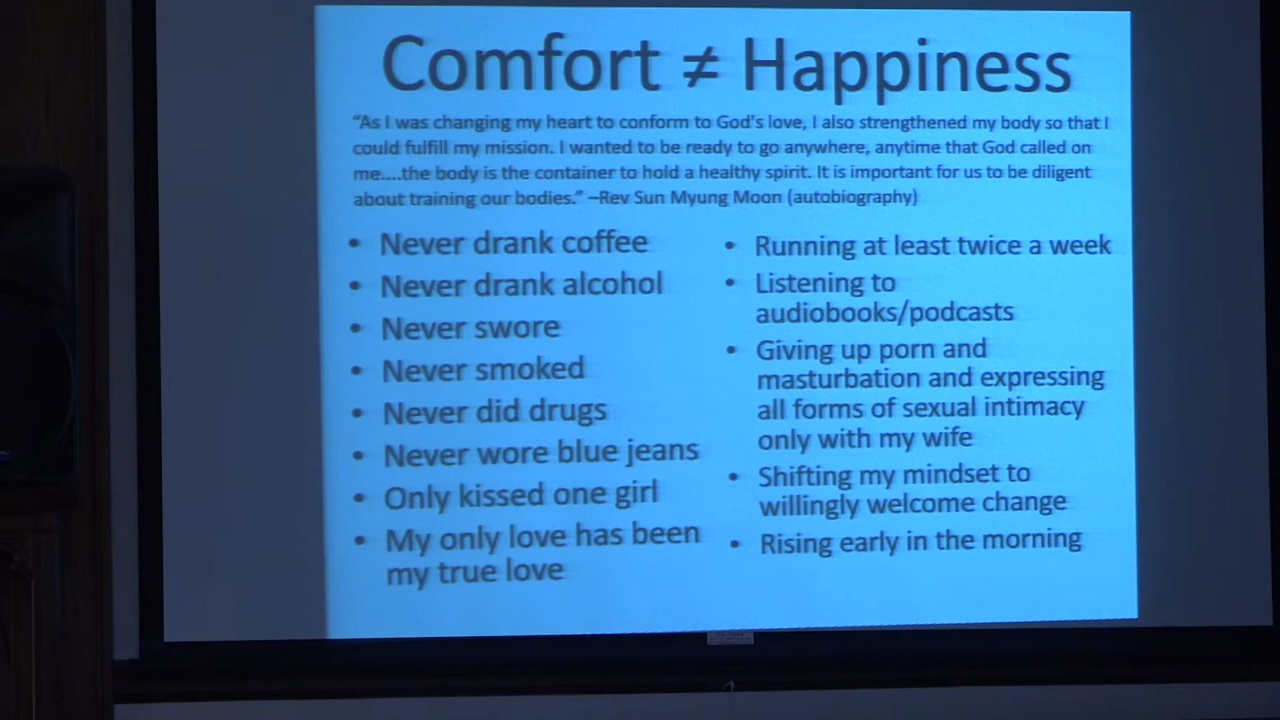 Comfort ≠ Happiness
“As I was changing my heart to conform to God's love, I also strengthened my body so that I
could fulfill my mission. I wanted to be ready to go anywhere, anytime that God called on
me....the body is the container to hold a healthy spirit. It is important for us to be diligent
about training our bodies.” –Rev Sun Myung Moon (autobiography)
• Never drank coffee
• Never drank alcohol
• Never swore
• Never smoked
• Never did drugs
• Never wore blue jeans
• Only kissed one girl
• My only love has been
my true love
• Running at least twice a week
• Listening to
audiobooks/podcasts
• Giving up porn and
masturbation and expressing
all forms of sexual intimacy
only with my wife
• Shifting my mindset to
willingly welcome change
• Rising early in the morning